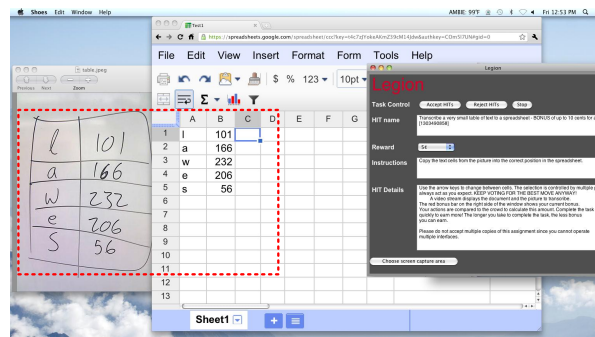 Shoes Edit Window Help
AMBIE: 99°F
Fri 12:53 PM
table.jpeg
Previous Next Zoom
l 101
a 166
w 232
e 206
s 56
Test1
https://spreadsheets.google.com/spreadsheet/ccc?
File Edit View Insert Format Form Tools Help
$ % 123 10pt
Σ
A B C D E F G
1 l 101
2 a 166
3 w 232
4 e 206
5 s 56
6
7
8
9
10
11
12
13
Sheet1 +
Legion
Legion
Task Control Accept HITs Reject HITs Stop
HIT name Transcribe a very small table of text to a spreadsheet - BONUS of up to 10 cents for
[1303400858]
Reward 5¢
Instructions Copy the text cells from the picture into the correct position in the spreadsheet.
HIT Details Use the arrow keys to change between cells. The selection is controlled by multiple
always act as you expect. KEEP VOTING FOR THE BEST MOVE ANYWAY!
A video stream displays the document and the picture to transcribe.
The red bonus bar on the right side of the window shows your current bonus.
Your actions are compared to the crowd to calculate this amount. Complete the task
quickly to earn more! The longer you take to complete the task, the less bonus
you can earn.
Please do not accept multiple copies of this assignment since you cannot operate
multiple interfaces.
Choose screen capture area